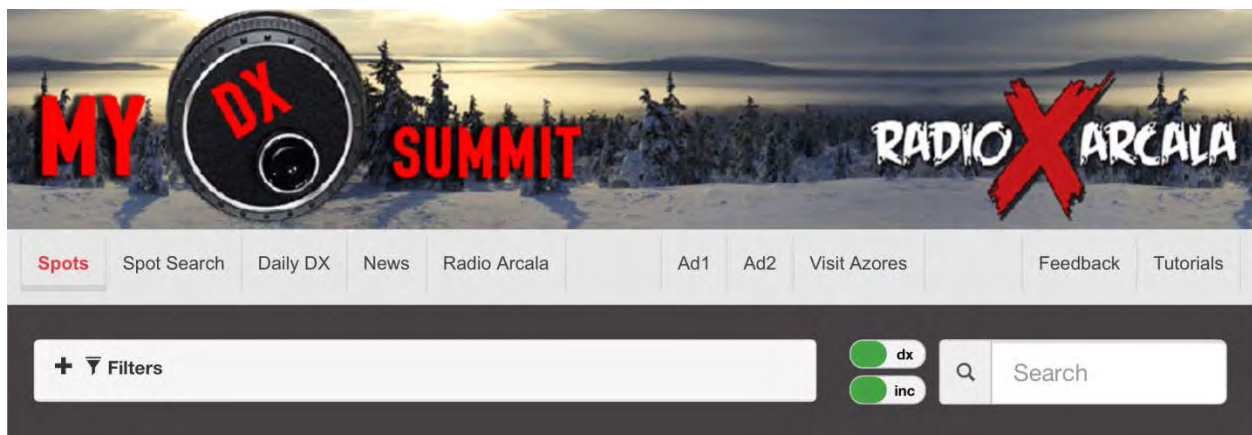 MY DX SUMMIT
RADIO X ARCALA
Spots Spot Search Daily DX News Radio Arcala Ad1 Ad2 Visit Azores Feedback Tutorials
Filters
dx
inc
Search